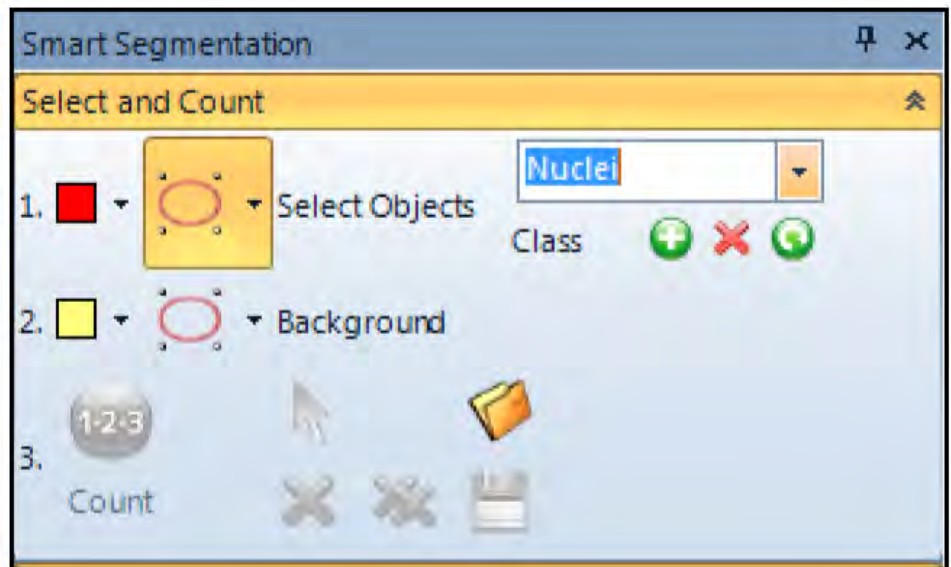 Smart Segmentation
Select and Count
1. Select Objects Nuclei
Class
2. Background
1-2-3
3.
Count